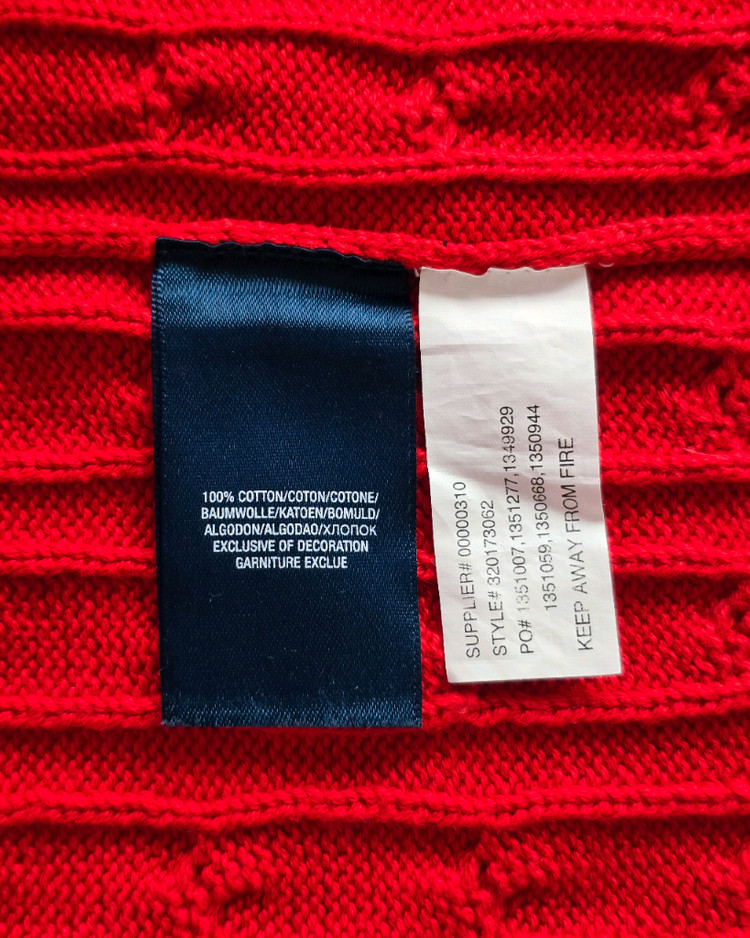 100% COTTON/COTON/COTONE/
BAUMWOLLE/KATOEN/BOMULD/
ALGODON/ALGODAO/ХЛОПОК
EXCLUSIVE OF DECORATION
GARNITURE EXCLUE
SUPPLIER# 00000310
STYLE# 320173062
PO# 1351007,1351277,1349929
1351059,1350668,1350944
KEEP AWAY FROM FIRE